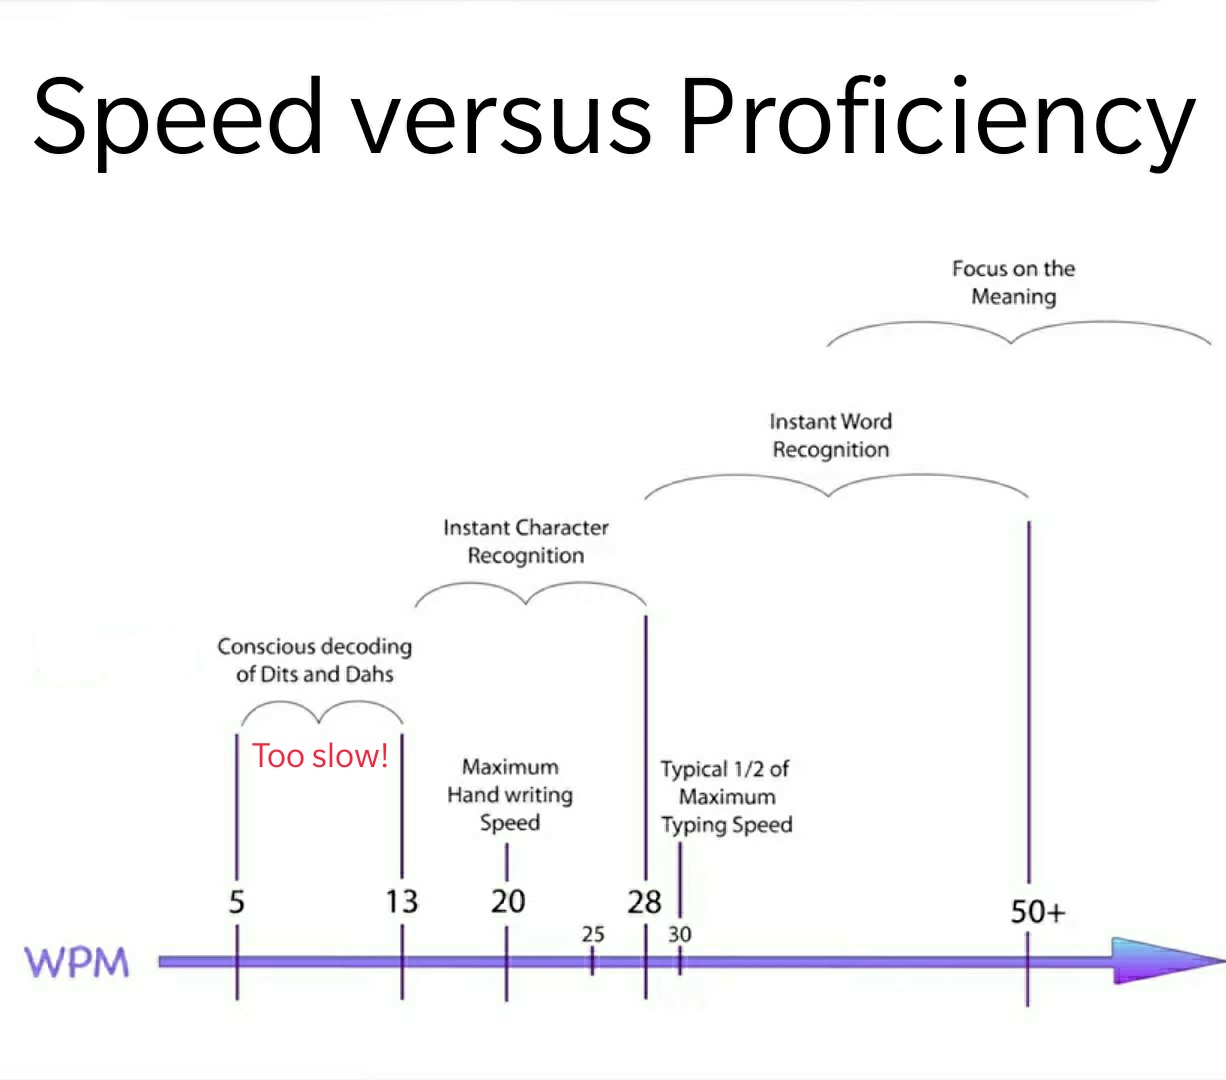 Speed versus Proficiency
Focus on the
Meaning
Instant Word
Recognition
Instant Character
Recognition
Conscious decoding
of Dits and Dahs
Too slow!
Maximum
Hand writing
Speed
Typical 1/2 of
Maximum
Typing Speed
5
13
20
25
28
30
50+
WPM